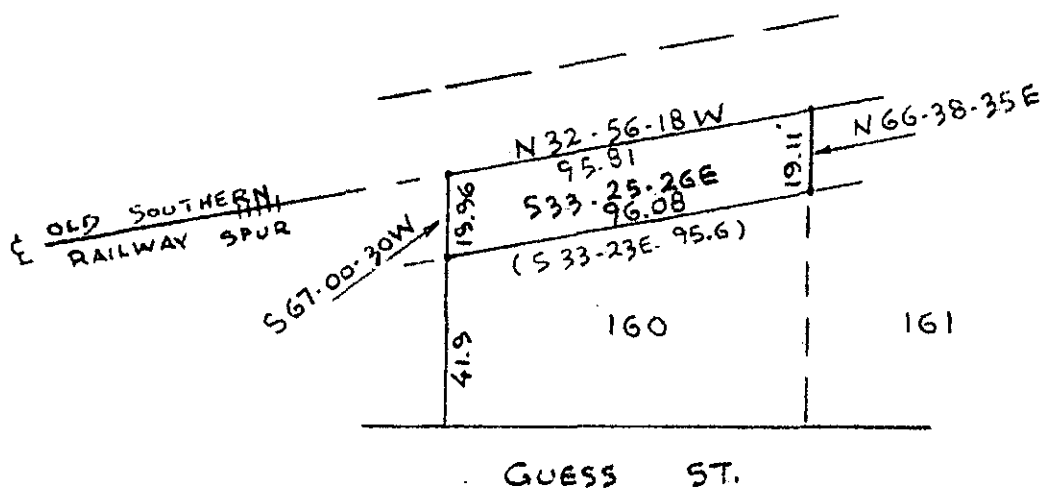 N 32-56-18 W
N 66-38-35 E
95.81
19.11'
19.96
S33-25-26E
96.08
(S 33-23E- 95.6)
℄ OLD SOUTHERN
RAILWAY SPUR
S67-00-30W
160
161
41.9
GUESS ST.